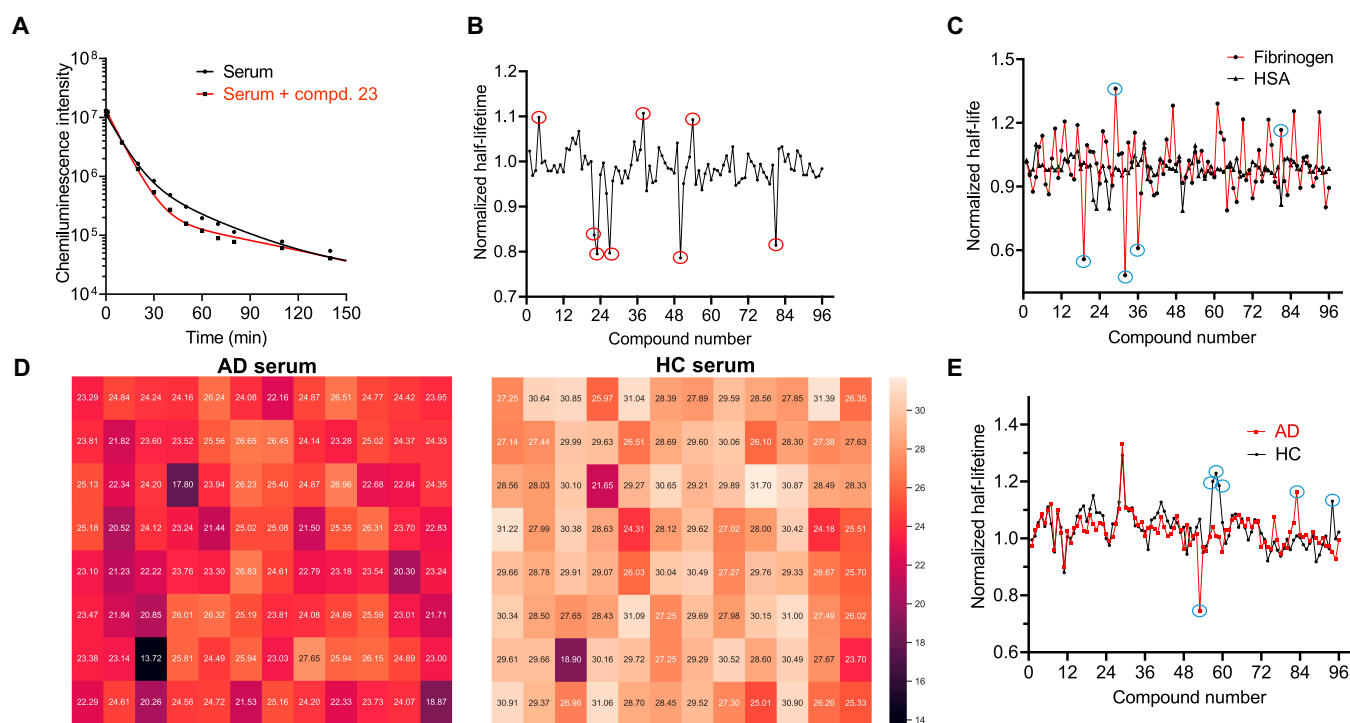 A
Chemiluminescence intensity
10^8
10^7
10^6
10^5
10^4
0 30 60 90 120 150
Time (min)
Serum
Serum + compd. 23
B
Normalized half-lifetime
1.2
1.1
1.0
0.9
0.8
0.7
0 12 24 36 48 60 72 84 96
Compound number
C
Normalized half-life
1.5
1.2
0.9
0.6
0 12 24 36 48 60 72 84 96
Compound number
Fibrinogen
HSA
D
AD serum
23.29 24.84 24.24 24.16 26.24 24.08 22.16 24.87 26.51 24.77 24.42 23.95
23.81 21.82 23.60 23.52 25.56 26.65 26.45 24.14 23.28 25.02 24.37 24.33
25.13 22.34 24.20 17.80 23.94 26.23 25.40 24.87 26.96 22.68 22.84 24.35
25.18 20.52 24.12 23.24 21.44 25.02 25.08 21.50 25.35 26.31 23.70 22.83
23.10 21.23 22.22 23.76 23.30 26.83 24.61 22.79 23.18 23.54 20.30 23.24
23.47 21.84 20.85 26.01 26.32 25.19 23.81 24.08 24.89 25.59 23.01 21.71
23.38 23.14 13.72 25.81 24.49 25.94 23.03 27.65 25.94 26.15 24.89 23.00
22.29 24.61 20.26 24.56 24.72 21.53 25.16 24.20 22.33 23.73 24.07 18.87
HC serum
27.25 30.64 30.85 25.97 31.04 28.39 27.89 29.59 28.56 27.85 31.39 26.35
27.14 27.44 29.99 29.63 26.51 28.69 29.60 30.06 26.10 28.30 27.38 27.63
28.56 28.03 30.10 21.65 29.27 30.65 29.21 29.89 31.70 30.87 28.49 28.33
31.22 27.99 30.38 28.63 24.31 28.12 29.62 27.02 28.00 30.42 24.18 25.51
29.66 28.78 29.91 29.07 26.03 30.04 30.49 27.27 29.76 29.33 26.67 25.70
30.34 28.50 27.65 28.43 31.09 27.25 29.69 27.98 30.15 31.00 27.49 26.02
29.61 29.66 18.90 30.16 29.72 27.25 29.29 30.52 28.60 30.49 27.67 23.70
30.91 29.37 26.96 31.06 28.70 28.45 29.52 27.30 25.01 30.90 26.26 25.33
30
28
26
24
22
20
18
16
14
E
Normalized half-lifetime
1.4
1.2
1.0
0.8
0.6
0 12 24 36 48 60 72 84 96
Compound number
AD
HC